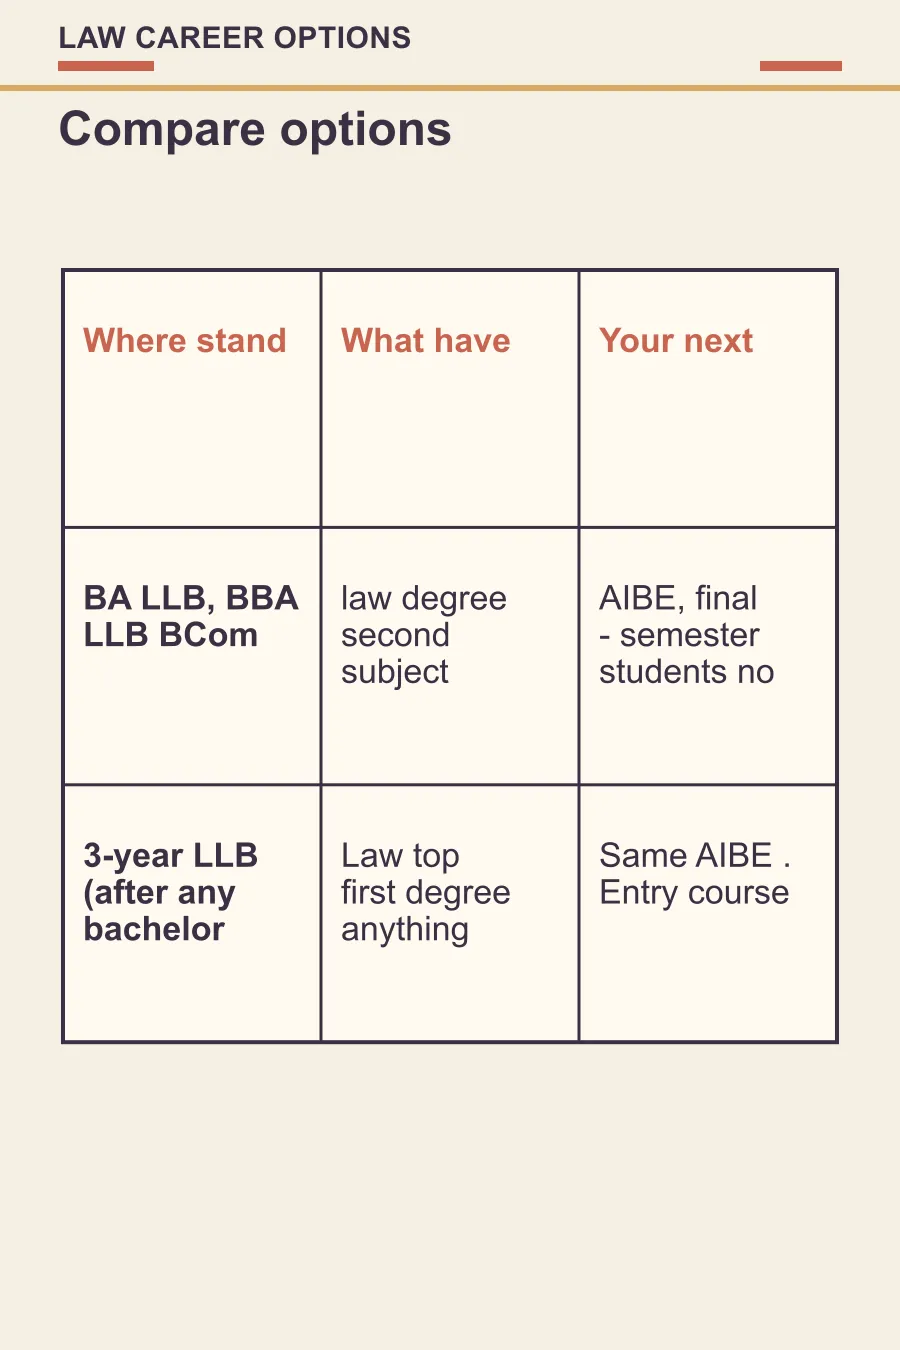 LAW CAREER OPTIONS
Compare options
Where stand
What have
Your next
BA LLB, BBA
LLB BCom
law degree
second
subject
AIBE, final
- semester
students no
3-year LLB
(after any
bachelor
Law top
first degree
anything
Same AIBE .
Entry course